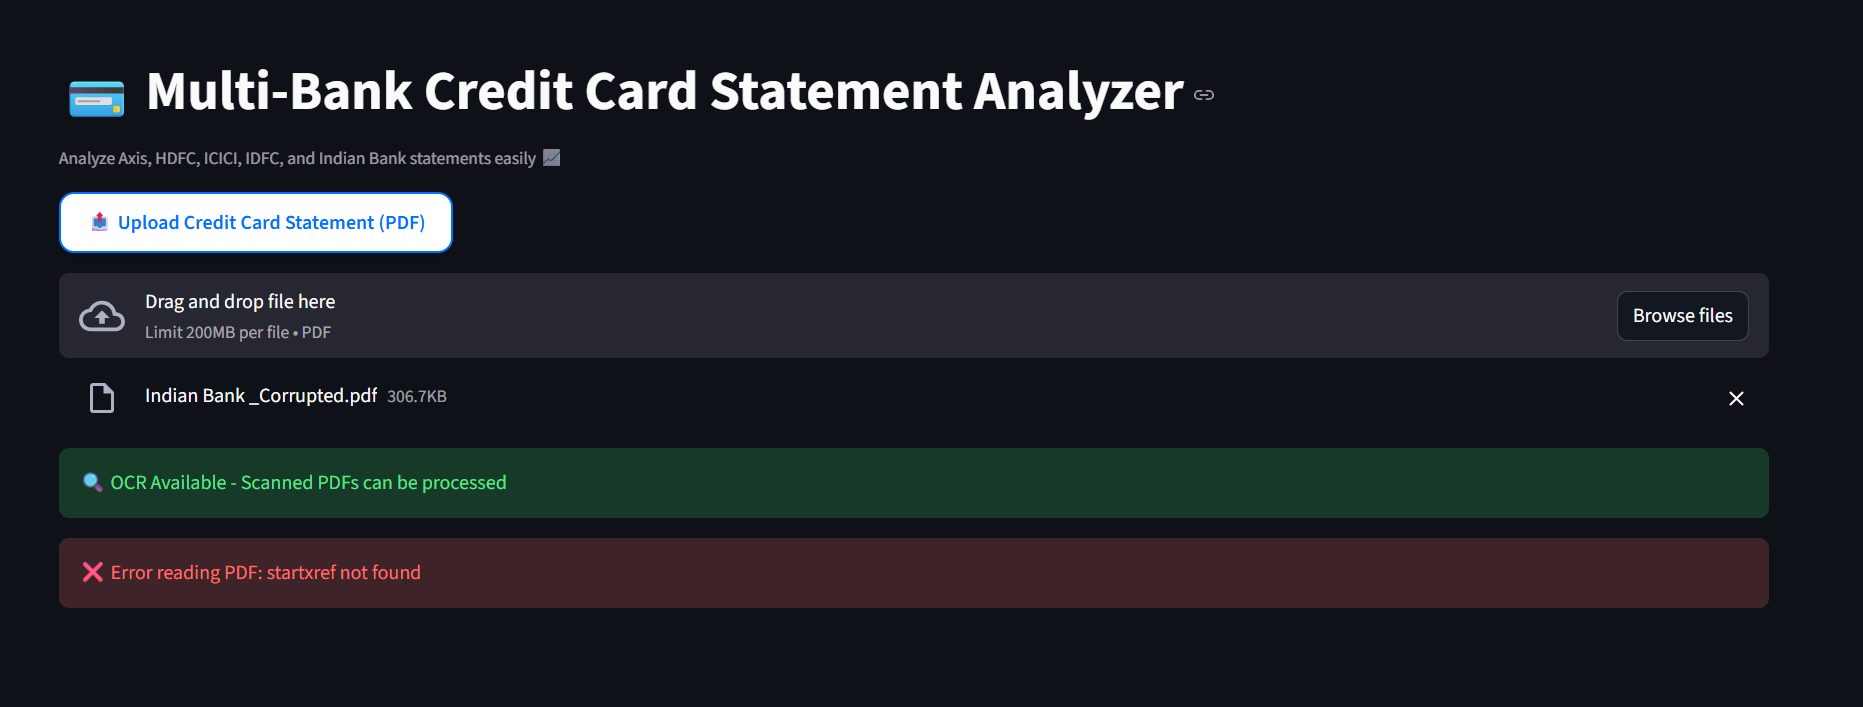 Multi-Bank Credit Card Statement Analyzer
Analyze Axis, HDFC, ICICI, IDFC, and Indian Bank statements easily
Upload Credit Card Statement (PDF)
Drag and drop file here
Limit 200MB per file • PDF
Browse files
Indian Bank _Corrupted.pdf 306.7KB
OCR Available - Scanned PDFs can be processed
Error reading PDF: startxref not found